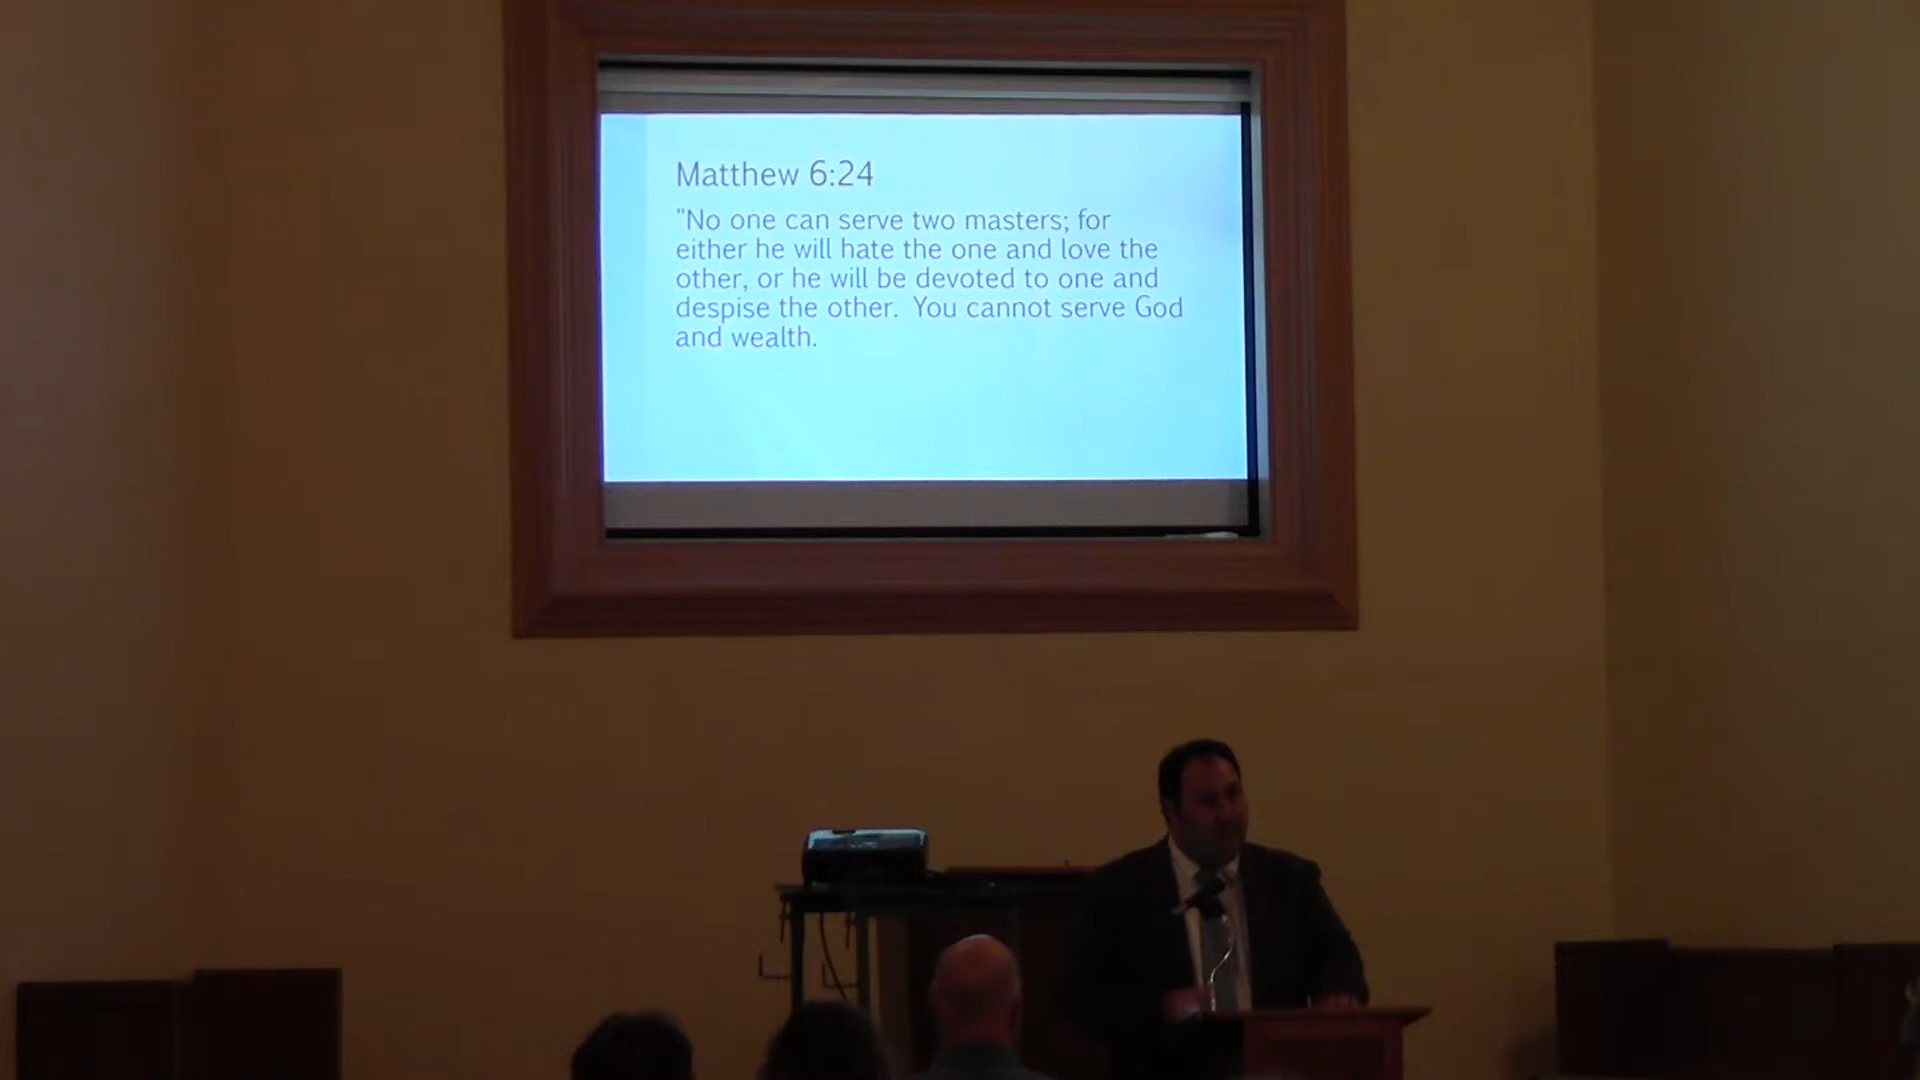 Matthew 6:24
"No one can serve two masters; for
either he will hate the one and love the
other, or he will be devoted to one and
despise the other.  You cannot serve God
and wealth.